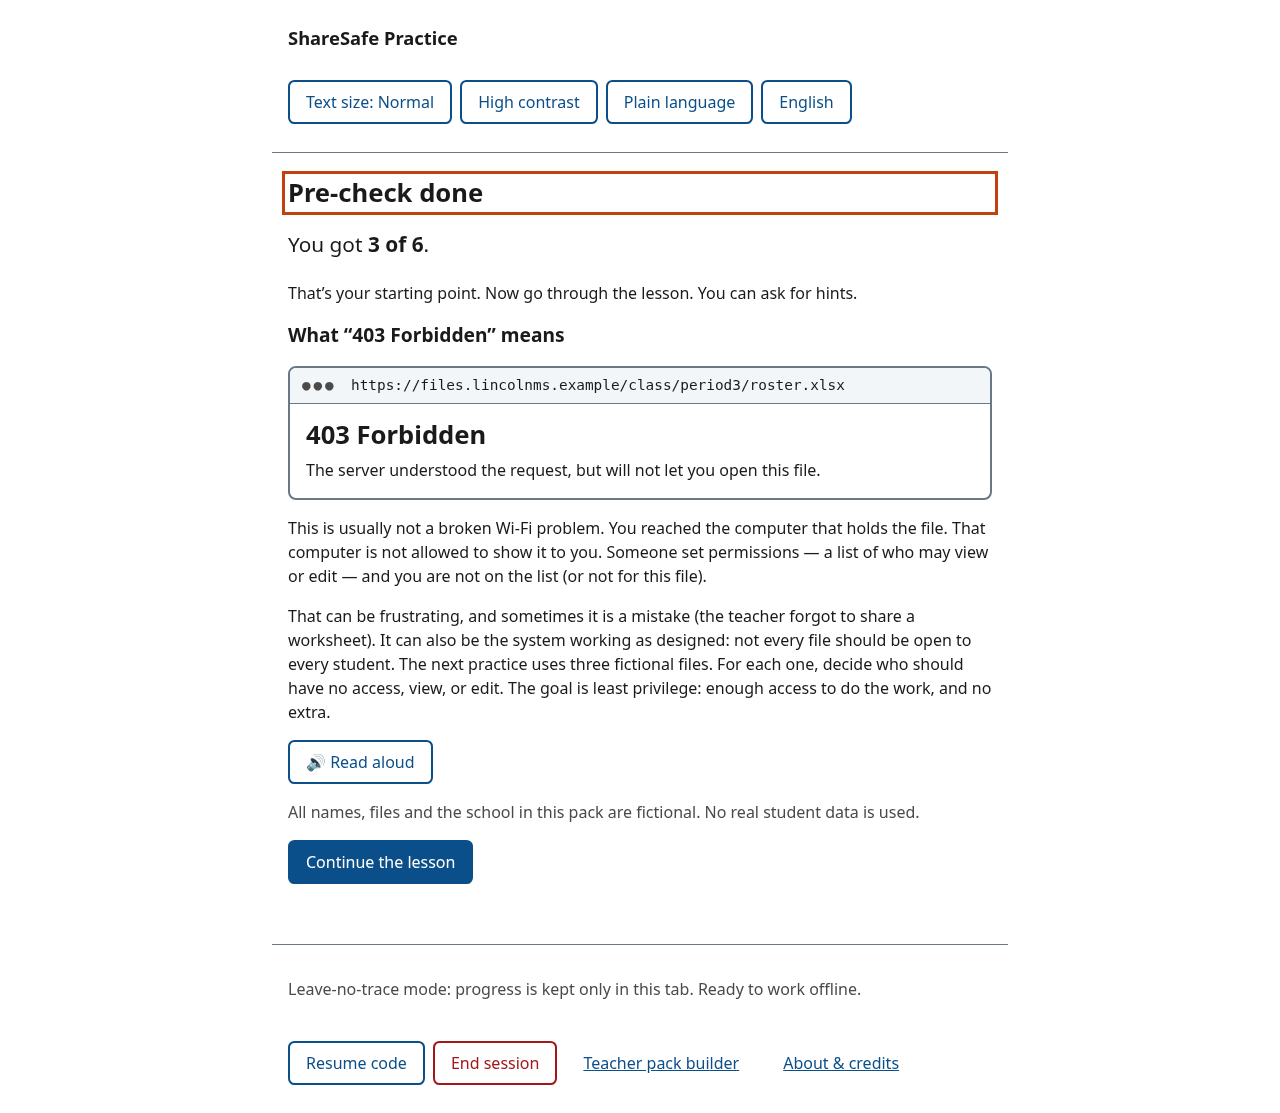 ShareSafe Practice
Text size: Normal
High contrast
Plain language
English
Pre-check done
You got 3 of 6.
That’s your starting point. Now go through the lesson. You can ask for hints.
What “403 Forbidden” means
https://files.lincolnms.example/class/period3/roster.xlsx
403 Forbidden
The server understood the request, but will not let you open this file.
This is usually not a broken Wi-Fi problem. You reached the computer that holds the file. That
computer is not allowed to show it to you. Someone set permissions — a list of who may view
or edit — and you are not on the list (or not for this file).
That can be frustrating, and sometimes it is a mistake (the teacher forgot to share a
worksheet). It can also be the system working as designed: not every file should be open to
every student. The next practice uses three fictional files. For each one, decide who should
have no access, view, or edit. The goal is least privilege: enough access to do the work, and no
extra.
🔊 Read aloud
All names, files and the school in this pack are fictional. No real student data is used.
Continue the lesson
Leave-no-trace mode: progress is kept only in this tab. Ready to work offline.
Resume code
End session
Teacher pack builder
About & credits